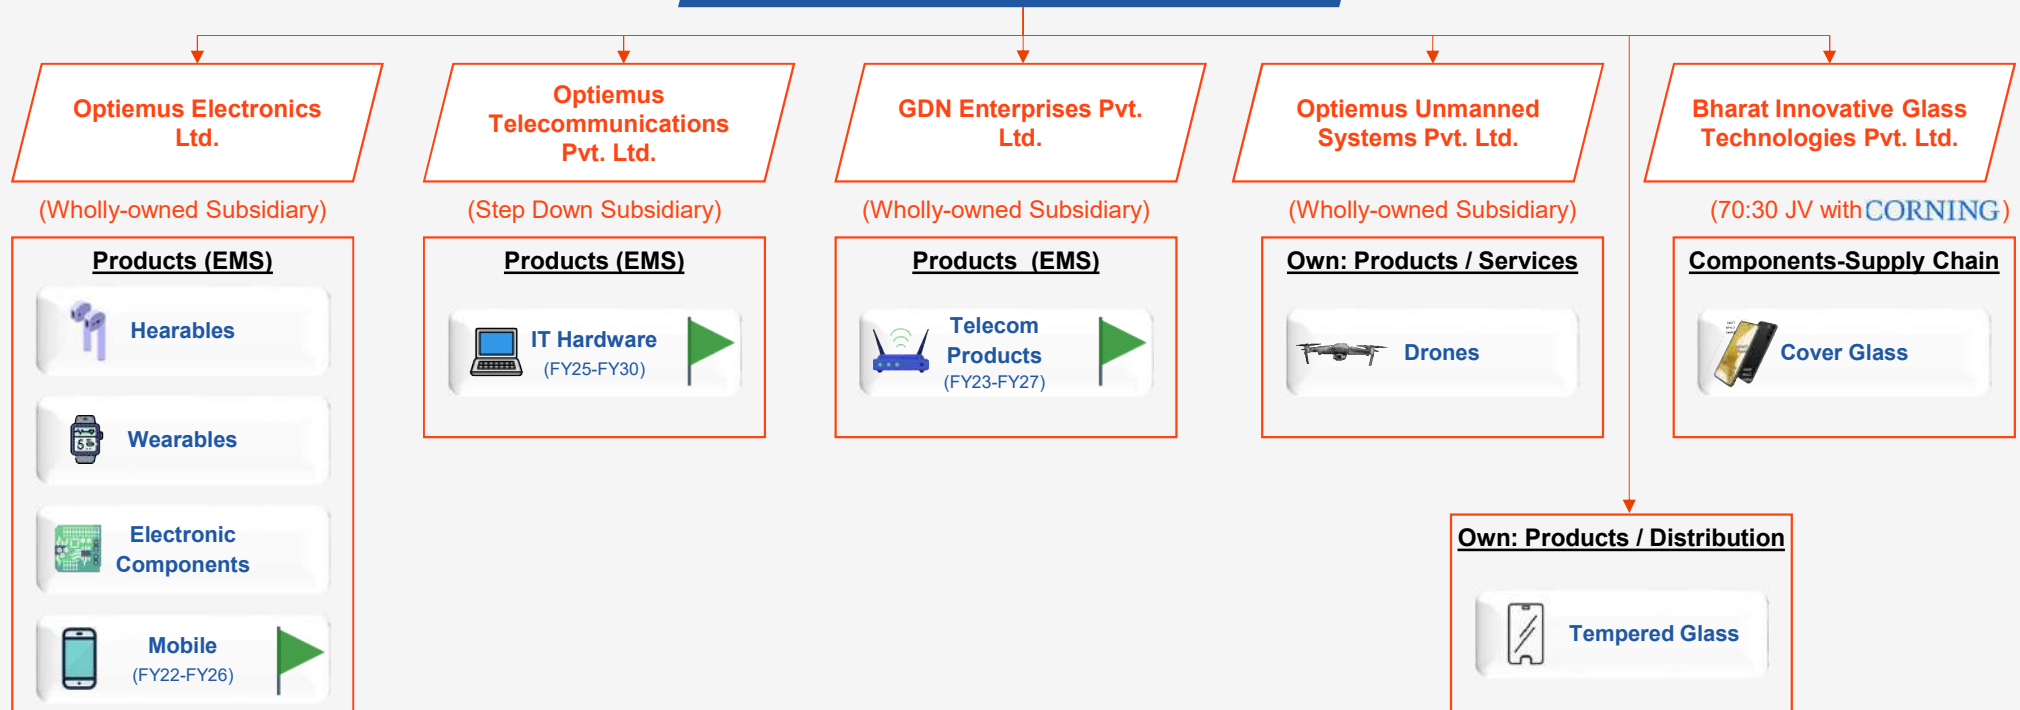 Optiemus Electronics
Ltd.
(Wholly-owned Subsidiary)
Products (EMS)
Hearables
Wearables
Electronic
Components
Mobile
(FY22-FY26)
Optiemus
Telecommunications
Pvt. Ltd.
(Step Down Subsidiary)
Products (EMS)
IT Hardware
(FY25-FY30)
GDN Enterprises Pvt.
Ltd.
(Wholly-owned Subsidiary)
Products (EMS)
Telecom
Products
(FY23-FY27)
Optiemus Unmanned
Systems Pvt. Ltd.
(Wholly-owned Subsidiary)
Own: Products / Services
Drones
Bharat Innovative Glass
Technologies Pvt. Ltd.
(70:30 JV with CORNING)
Components-Supply Chain
Cover Glass
Own: Products / Distribution
Tempered Glass